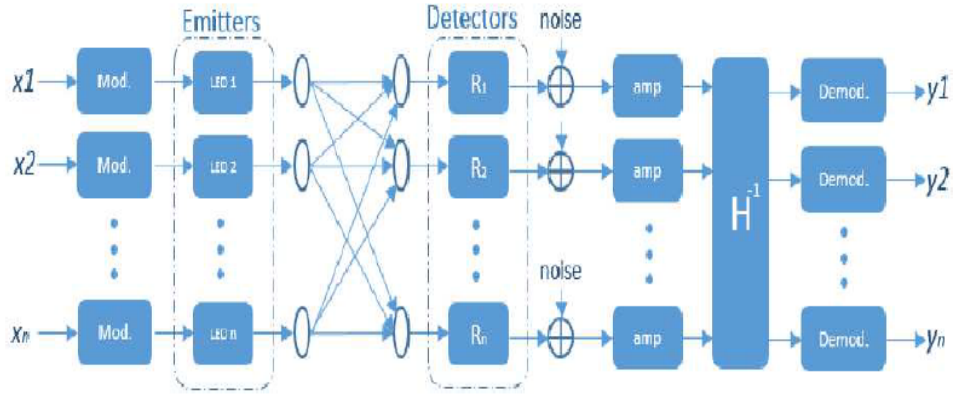 Emitters
Detectors
noise
x1
Mod.
LED 1
R1
amp
Demod.
y1
x2
Mod.
LED 2
R2
amp
Demod.
y2
H-1
noise
xn
Mod.
LED n
Rn
amp
Demod.
yn